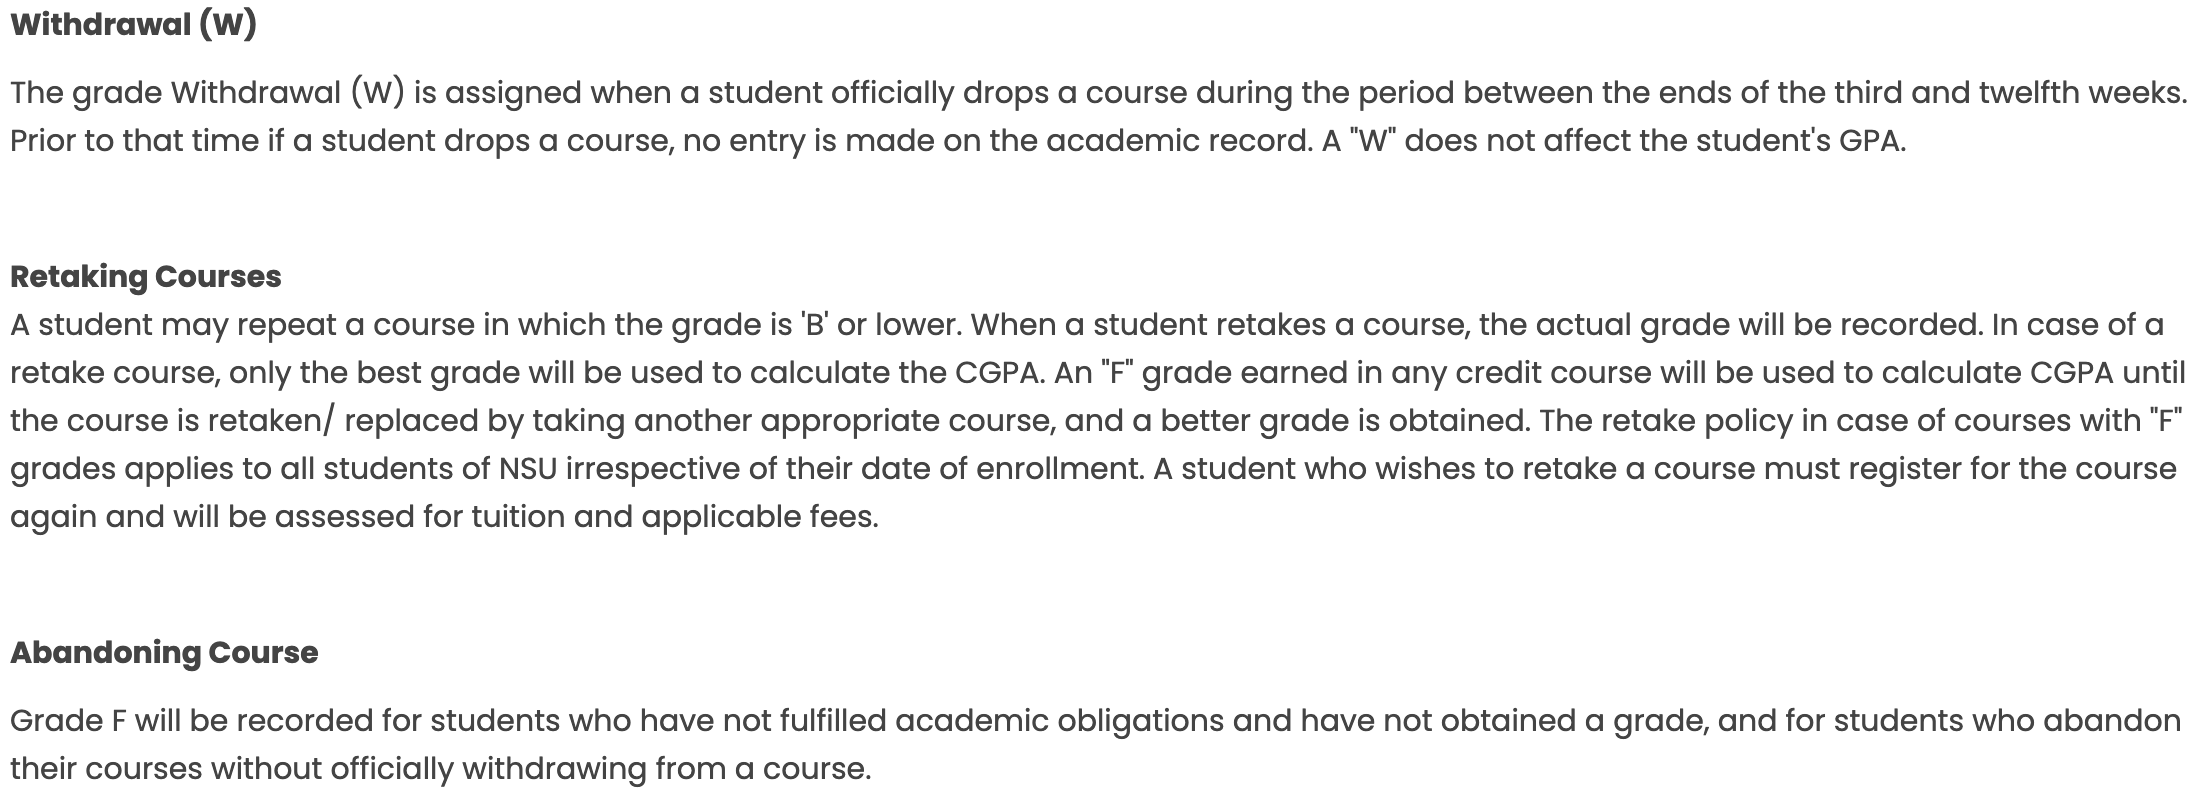 Withdrawal (W)
The grade Withdrawal (W) is assigned when a student officially drops a course during the period between the ends of the third and twelfth weeks.
Prior to that time if a student drops a course, no entry is made on the academic record. A "W" does not affect the student's GPA.
Retaking Courses
A student may repeat a course in which the grade is 'B' or lower. When a student retakes a course, the actual grade will be recorded. In case of a
retake course, only the best grade will be used to calculate the CGPA. An "F" grade earned in any credit course will be used to calculate CGPA until
the course is retaken/ replaced by taking another appropriate course, and a better grade is obtained. The retake policy in case of courses with "F"
grades applies to all students of NSU irrespective of their date of enrollment. A student who wishes to retake a course must register for the course
again and will be assessed for tuition and applicable fees.
Abandoning Course
Grade F will be recorded for students who have not fulfilled academic obligations and have not obtained a grade, and for students who abandon
their courses without officially withdrawing from a course.